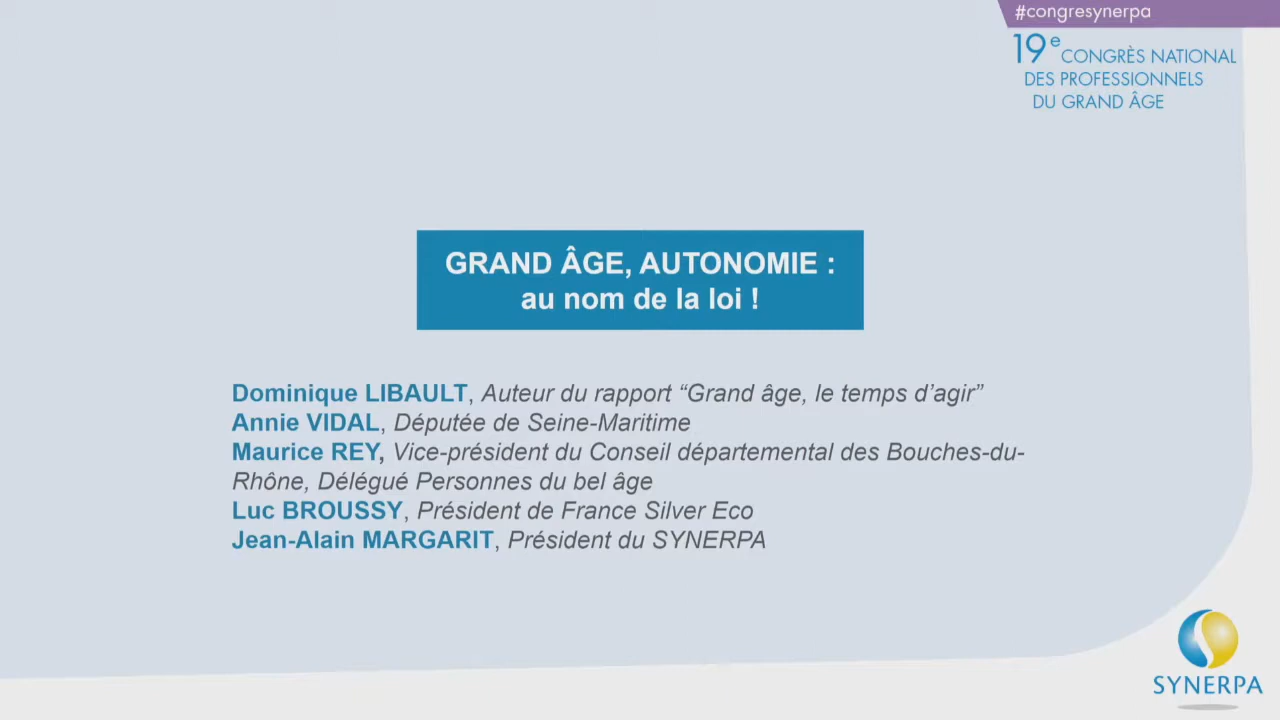 #congresynerpa
19e CONGRÈS NATIONAL
DES PROFESSIONNELS
DU GRAND ÂGE
GRAND ÂGE, AUTONOMIE :
au nom de la loi !
Dominique LIBAULT, Auteur du rapport “Grand âge, le temps d’agir”
Annie VIDAL, Députée de Seine-Maritime
Maurice REY, Vice-président du Conseil départemental des Bouches-du-
Rhône, Délégué Personnes du bel âge
Luc BROUSSY, Président de France Silver Eco
Jean-Alain MARGARIT, Président du SYNERPA
SYNERPA